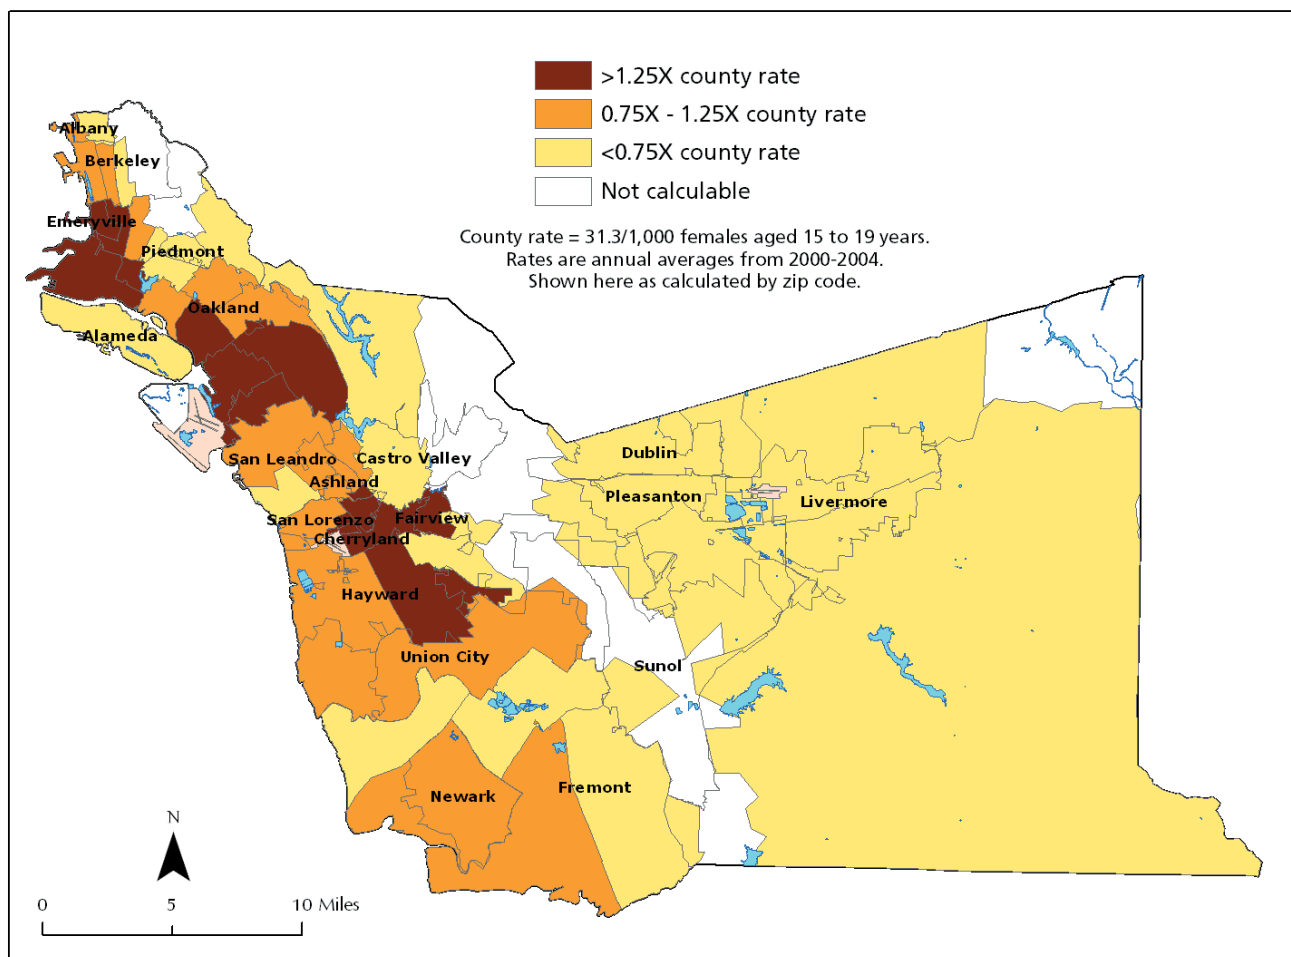 >1.25X county rate
0.75X - 1.25X county rate
<0.75X county rate
Not calculable
County rate = 31.3/1,000 females aged 15 to 19 years.
Rates are annual averages from 2000-2004.
Shown here as calculated by zip code.
Albany
Berkeley
Emeryville
Piedmont
Oakland
Alameda
San Leandro
Castro Valley
Dublin
Ashland
Pleasanton
Livermore
San Lorenzo
Fairview
Cherryland
Hayward
Union City
Sunol
Fremont
Newark
N
0 5 10 Miles